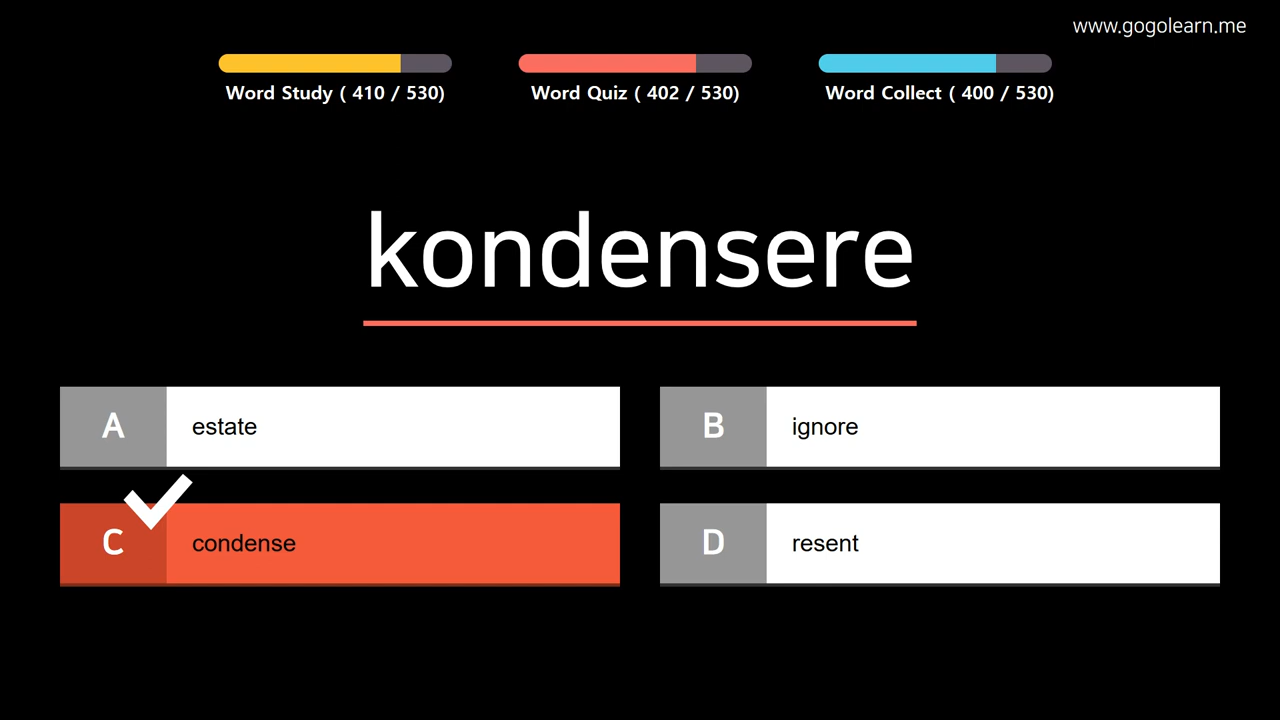 www.gogolearn.me
Word Study ( 410 / 530)
Word Quiz ( 402 / 530)
Word Collect ( 400 / 530)
kondensere
A estate
B ignore
C condense
D resent